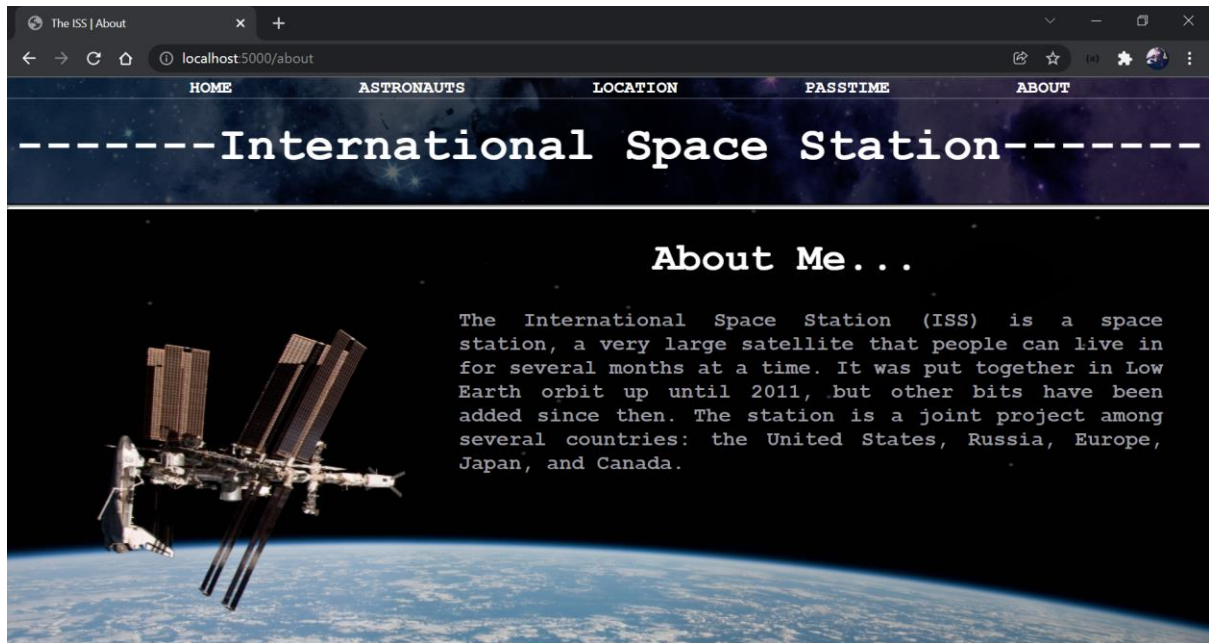 The ISS | About
localhost:5000/about
HOME ASTRONAUTS LOCATION PASSTIME ABOUT
-------International Space Station-------
About Me...
The International Space Station (ISS) is a space
station, a very large satellite that people can live in
for several months at a time. It was put together in Low
Earth orbit up until 2011, but other bits have been
added since then. The station is a joint project among
several countries: the United States, Russia, Europe,
Japan, and Canada.